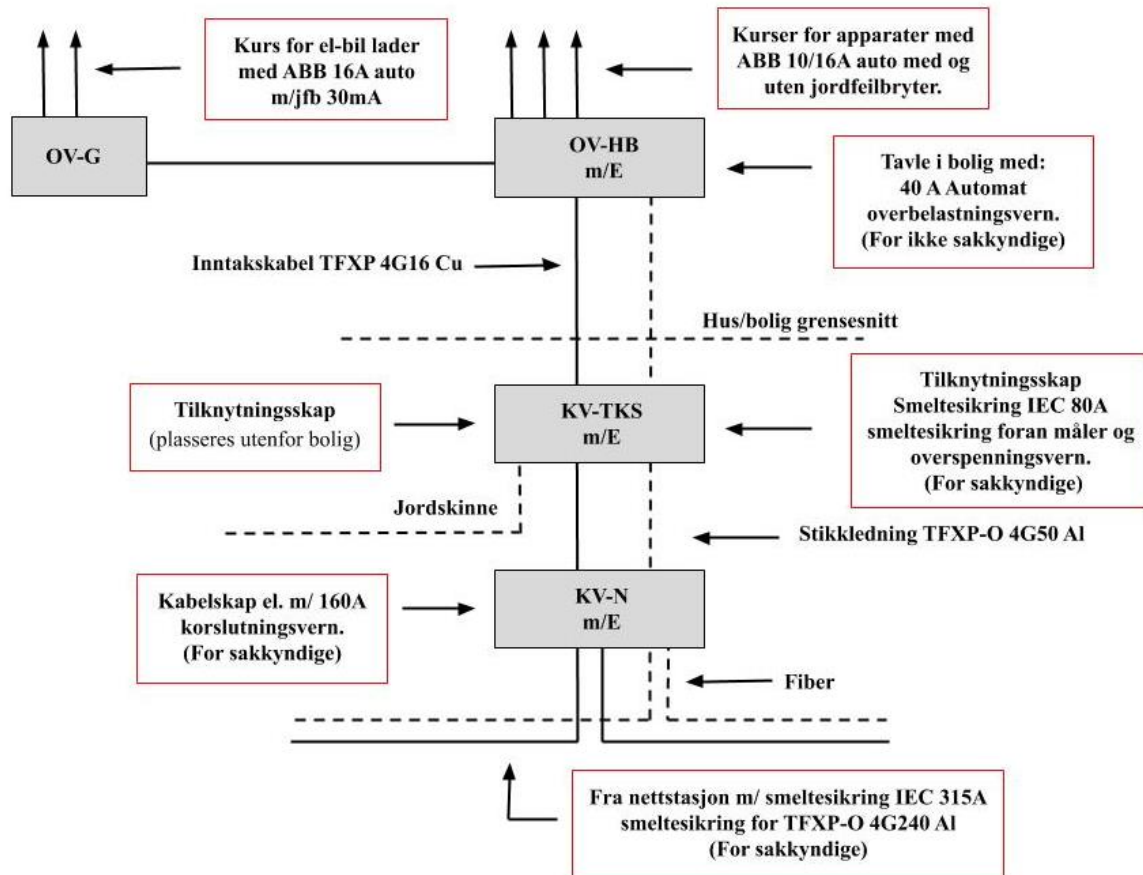 Kurs for el-bil lader
med ABB 16A auto
m/jfb 30mA
Kurser for apparater med
ABB 10/16A auto med og
uten jordfeilbryter.
OV-G
OV-HB
m/E
Tavle i bolig med:
40 A Automat
overbelastningsvern.
(For ikke sakkyndige)
Inntakskabel TFXP 4G16 Cu
Hus/bolig grensesnitt
Tilknytningsskap
(plasseres utenfor bolig)
KV-TKS
m/E
Tilknytningsskap
Smeltesikring IEC 80A
smeltesikring foran måler og
overspenningsvern.
(For sakkyndige)
Jordskinne
Stikkledning TFXP-O 4G50 Al
Kabelskap el. m/ 160A
korslutningsvern.
(For sakkyndige)
KV-N
m/E
Fiber
Fra nettstasjon m/ smeltesikring IEC 315A
smeltesikring for TFXP-O 4G240 Al
(For sakkyndige)